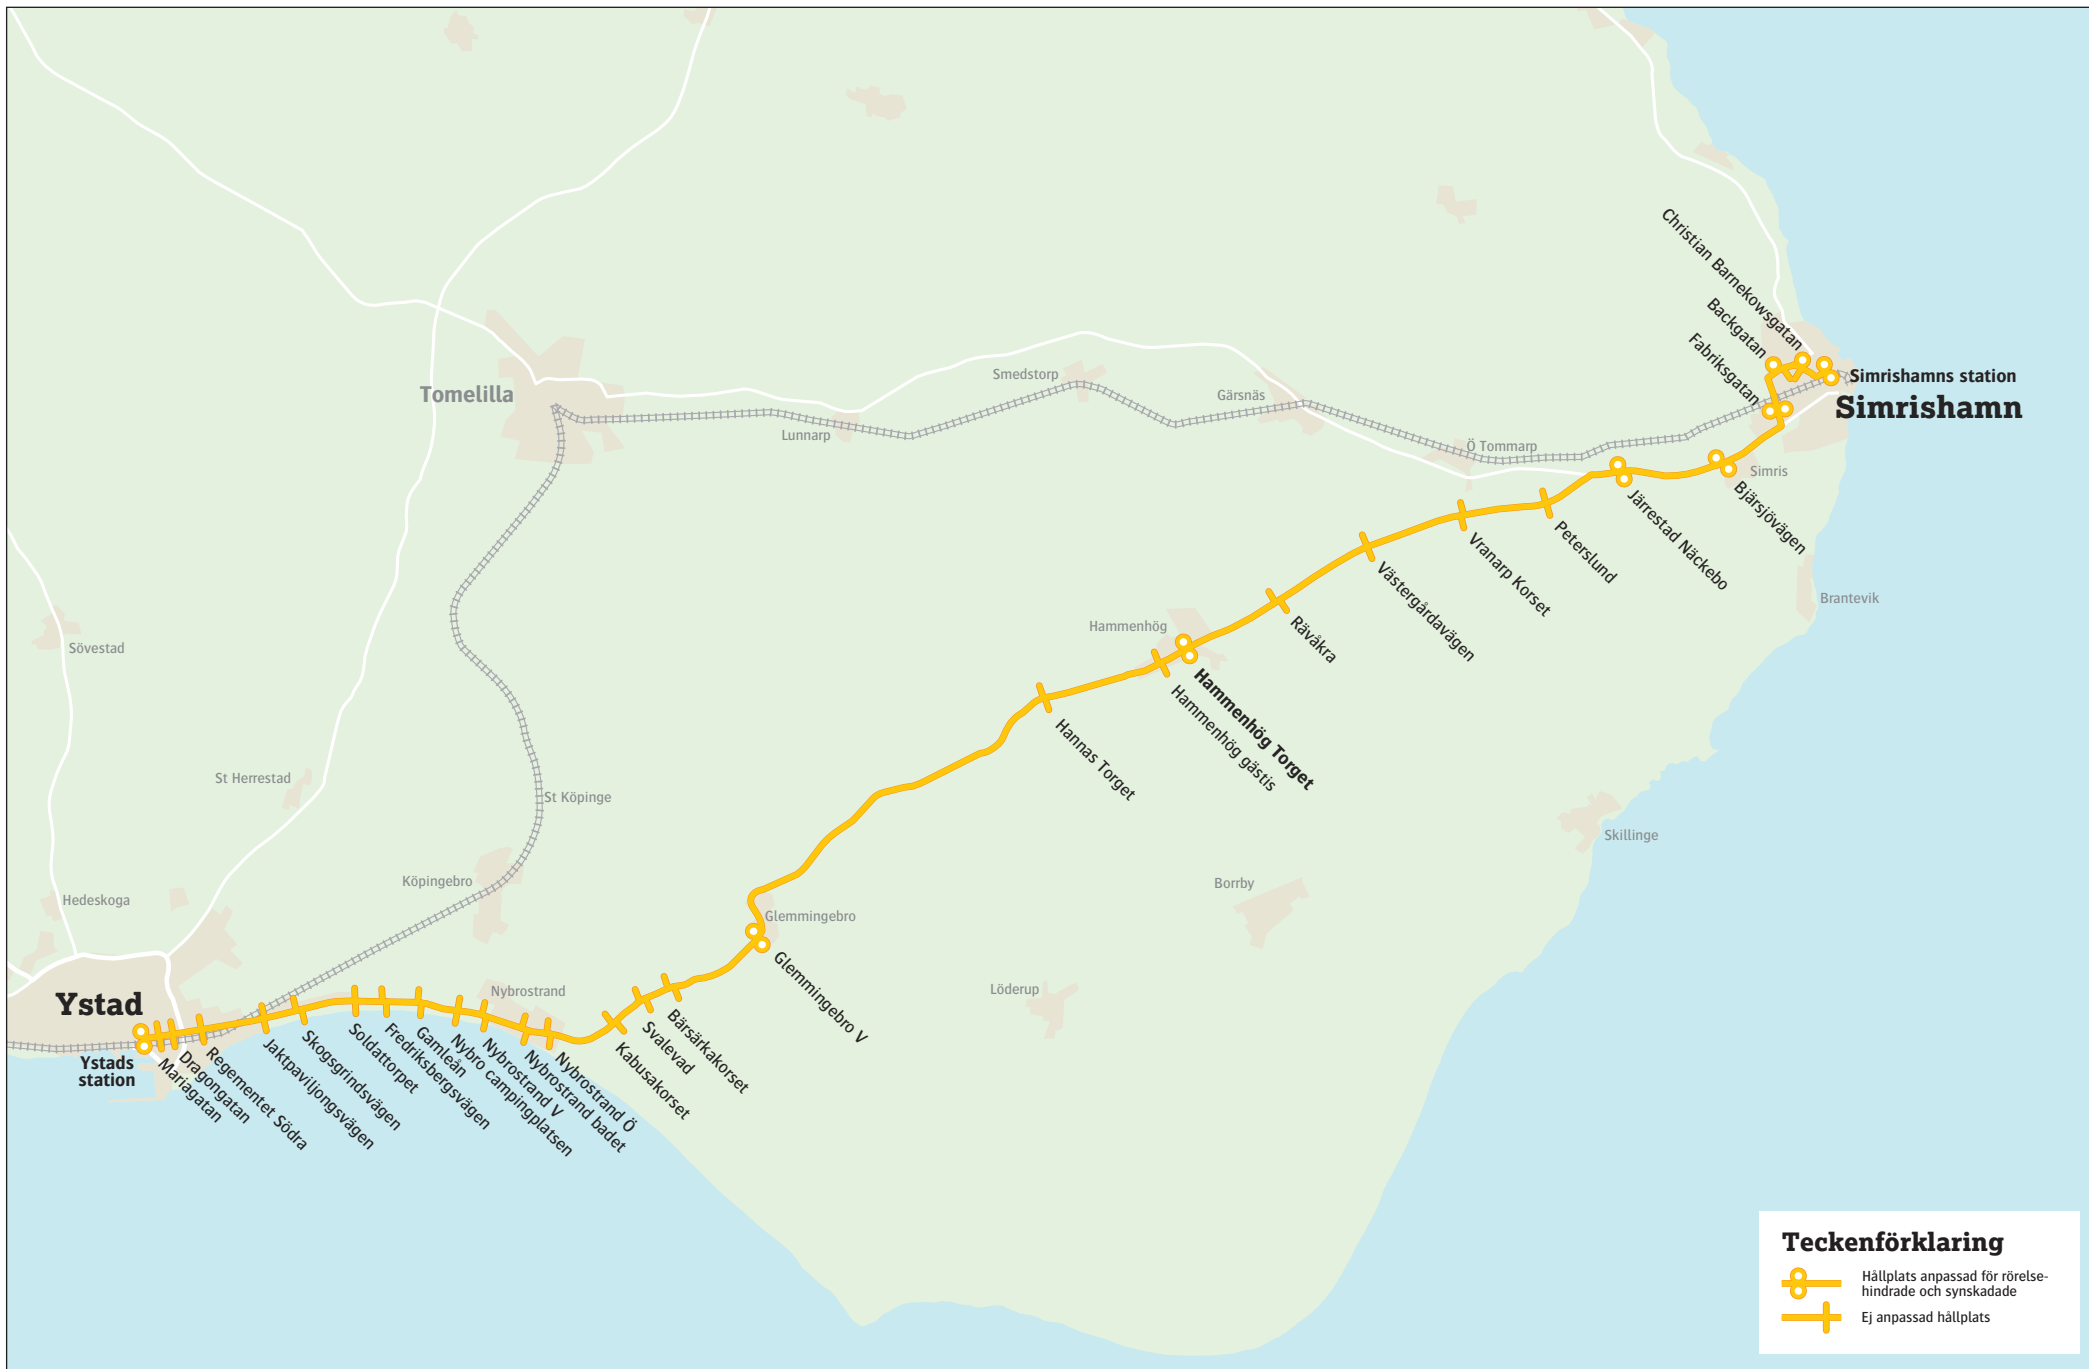 Christian Barnekowsgatan
Backgatan
Fabriksgatan
Simrishamns station
Simrishamn
Tomelilla
Smedstorp
Gärsnäs
Lunnarp
Ö Tommarp
Simris
Bjärsjövägen
Järrestad Näckebo
Peterslund
Vranarp Korset
Västergårdavägen
Brantevik
Rävåkra
Hammenhög
Hammenhög Torget
Hammenhög gästis
Hannas Torget
Sövestad
St Herrestad
St Köpinge
Skillinge
Köpingebro
Borrby
Hedeskoga
Glemmingebro
Glemmingebro V
Löderup
Nybrostrand
Ystad
Ystads
station
Mariagatan
Dragongatan
Regementet Södra
Jaktpaviljongsvägen
Skogsgrindsvägen
Soldattorpet
Fredriksbergsvägen
Gamleån
Nybro campingplatsen
Nybrostrand V
Nybrostrand badet
Nybrostrand Ö
Kabusakorset
Svalevad
Bärsärkakorset
Teckenförklaring
Hållplats anpassad för rörelse-
hindrade och synskadade
Ej anpassad hållplats